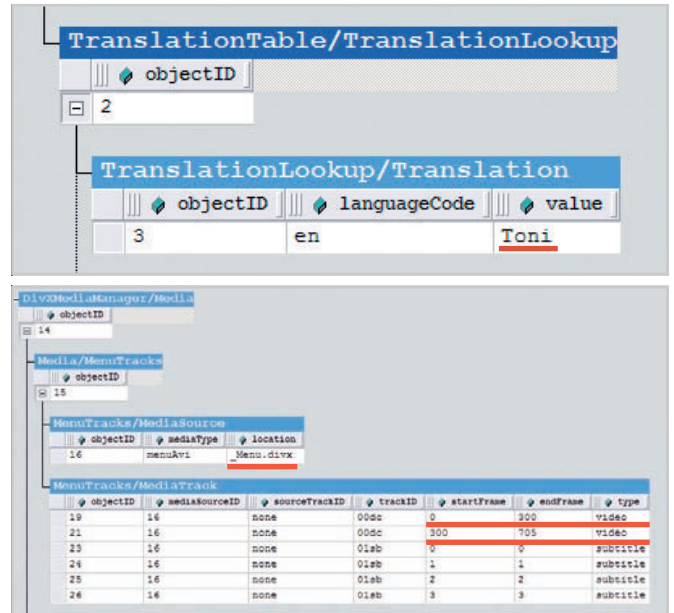 TranslationTable/TranslationLookup
objectID
2
TranslationLookup/Translation
objectID languageCode value
3 en Toni
DivXMediaManager/Media
objectID
14
Media/MenuTracks
objectID
15
MenuTracks/MediaSource
objectID mediaType location
16 menuAvi _Menu.divx
MenuTracks/MediaTrack
objectID mediaSourceID sourceTrackID trackID startFrame endFrame type
19 16 none 00dc 0 300 video
21 16 none 00dc 300 705 video
23 16 none 01sb 0 0 subtitle
24 16 none 01sb 1 1 subtitle
25 16 none 01sb 2 2 subtitle
26 16 none 01sb 3 3 subtitle